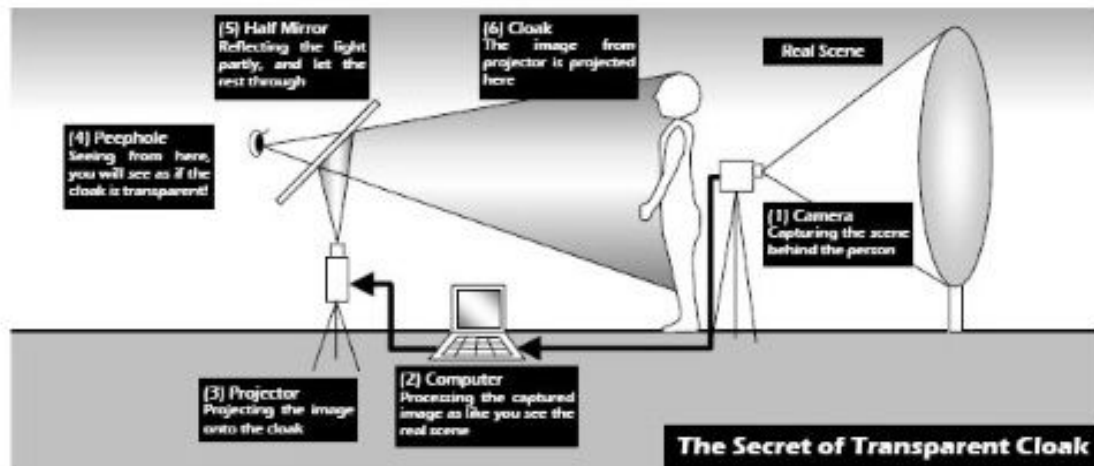 (5) Half Mirror
Reflecting the light
partly, and let the
rest through
(6) Cloak
The image from
projector is projected
here
Real Scene
(4) Peephole
Seeing from here,
you will see as if the
cloak is transparent!
(1) Camera
Capturing the scene
behind the person
(3) Projector
Projecting the image
onto the cloak
(2) Computer
Processing the captured
image as like you see the
real scene
The Secret of Transparent Cloak